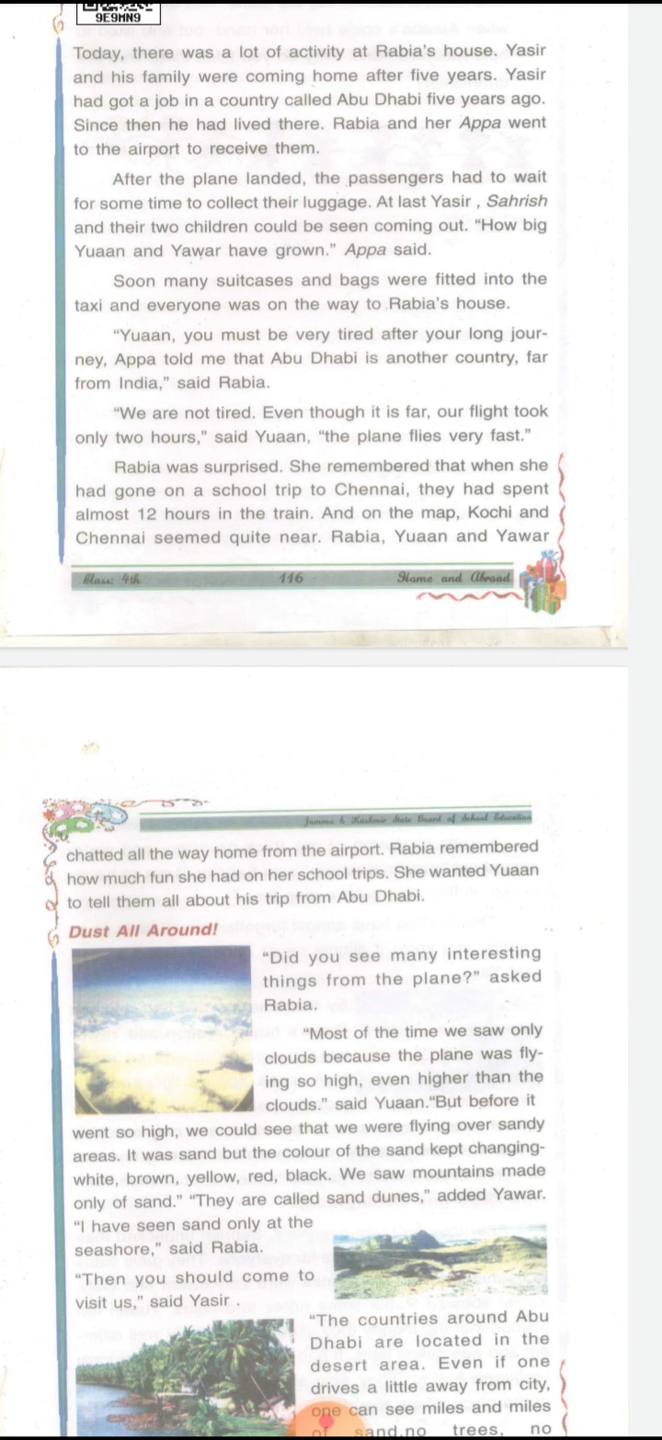 9E9HN9
Today, there was a lot of activity at Rabia's house. Yasir
and his family were coming home after five years. Yasir
had got a job in a country called Abu Dhabi five years ago.
Since then he had lived there. Rabia and her Appa went
to the airport to receive them.
After the plane landed, the passengers had to wait
for some time to collect their luggage. At last Yasir , Sahrish
and their two children could be seen coming out. “How big
Yuaan and Yawar have grown.” Appa said.
Soon many suitcases and bags were fitted into the
taxi and everyone was on the way to Rabia's house.
“Yuaan, you must be very tired after your long jour-
ney, Appa told me that Abu Dhabi is another country, far
from India,” said Rabia.
“We are not tired. Even though it is far, our flight took
only two hours,” said Yuaan, “the plane flies very fast.”
Rabia was surprised. She remembered that when she
had gone on a school trip to Chennai, they had spent
almost 12 hours in the train. And on the map, Kochi and
Chennai seemed quite near. Rabia, Yuaan and Yawar
Class: 4th 116 Home and Abroad
Jammu & Kashmir State Board of School Education
chatted all the way home from the airport. Rabia remembered
how much fun she had on her school trips. She wanted Yuaan
to tell them all about his trip from Abu Dhabi.
Dust All Around!
“Did you see many interesting
things from the plane?” asked
Rabia.
“Most of the time we saw only
clouds because the plane was fly-
ing so high, even higher than the
clouds.” said Yuaan.“But before it
went so high, we could see that we were flying over sandy
areas. It was sand but the colour of the sand kept changing-
white, brown, yellow, red, black. We saw mountains made
only of sand.” “They are called sand dunes,” added Yawar.
“I have seen sand only at the
seashore,” said Rabia.
“Then you should come to
visit us,” said Yasir .
“The countries around Abu
Dhabi are located in the
desert area. Even if one
drives a little away from city,
one can see miles and miles
of sand,no trees, no